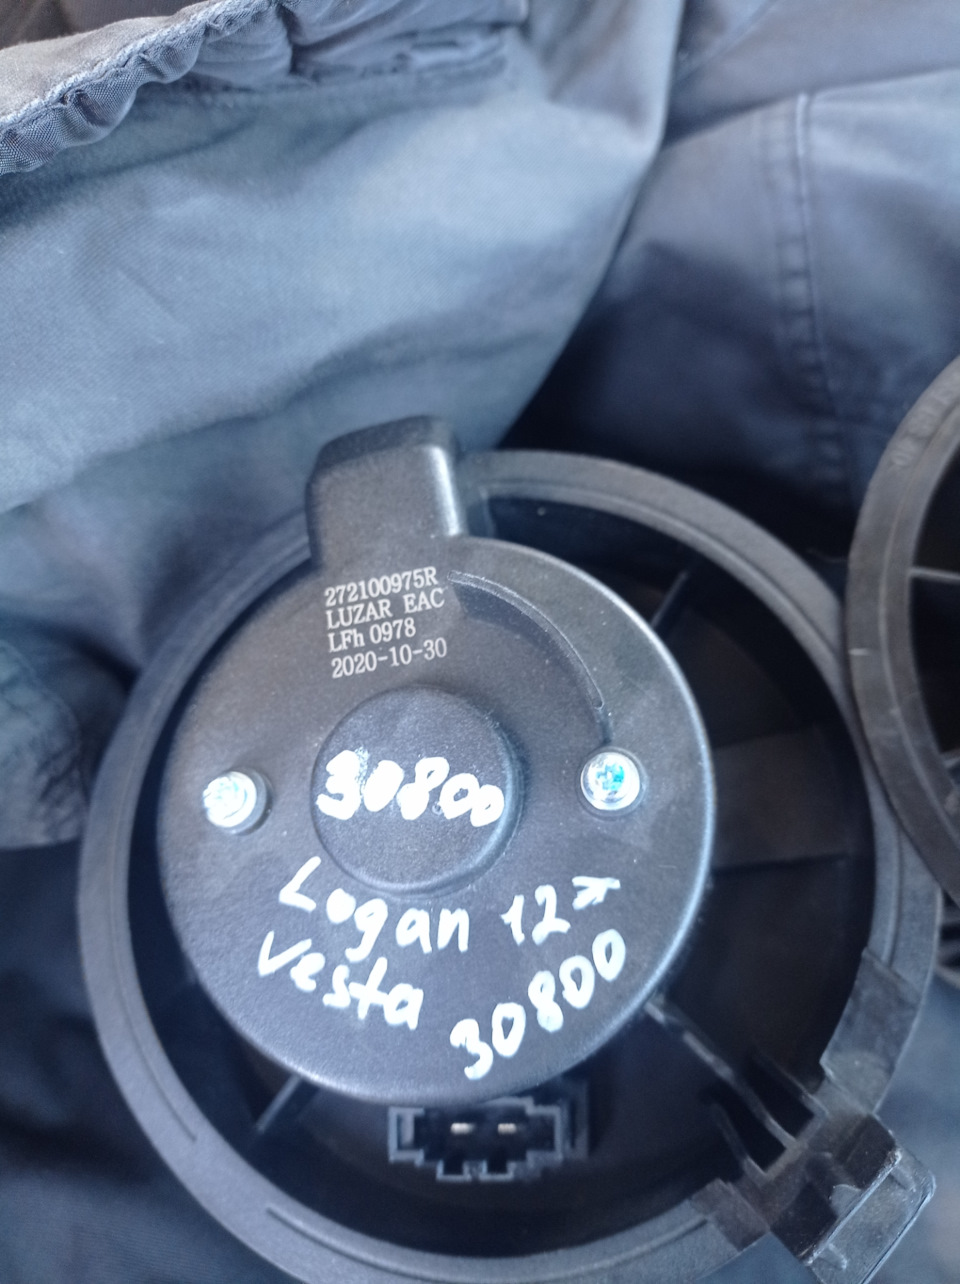 272100975R
LUZAR EAC
LFh 0978
2020-10-30
30800
Logan 12>
Vesta
30800